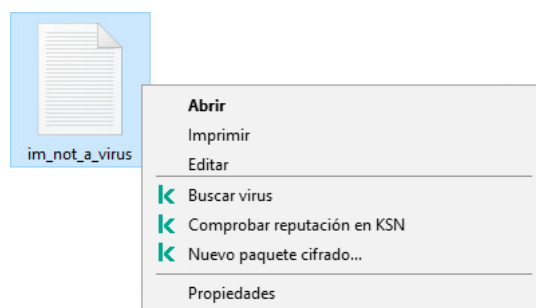 im_not_a_virus
Abrir
Imprimir
Editar
Buscar virus
Comprobar reputación en KSN
Nuevo paquete cifrado...
Propiedades